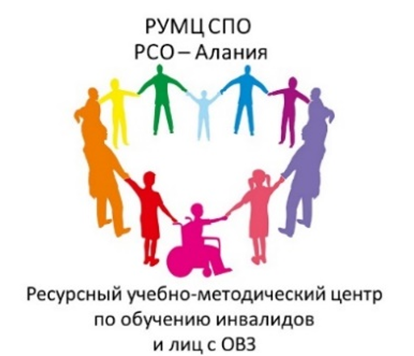 РУМЦ СПО
РСО – Алания
Ресурсный учебно-методический центр
по обучению инвалидов
и лиц с ОВЗ